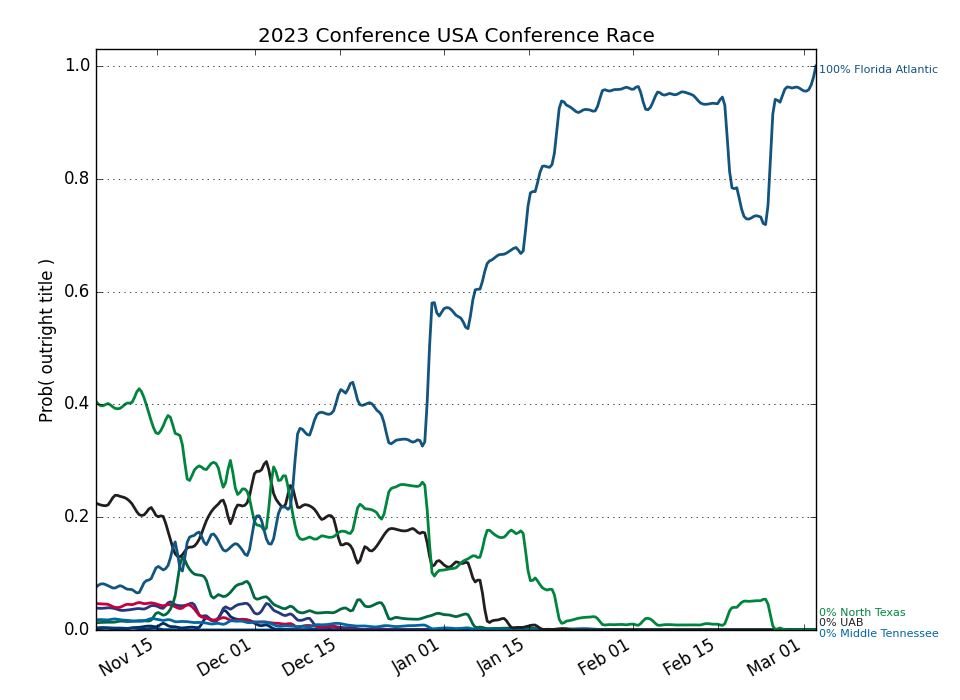 2023 Conference USA Conference Race
Prob( outright title )
1.0
0.8
0.6
0.4
0.2
0.0
Nov 15
Dec 01
Dec 15
Jan 01
Jan 15
Feb 01
Feb 15
Mar 01
100% Florida Atlantic
0% North Texas
0% UAB
0% Middle Tennessee